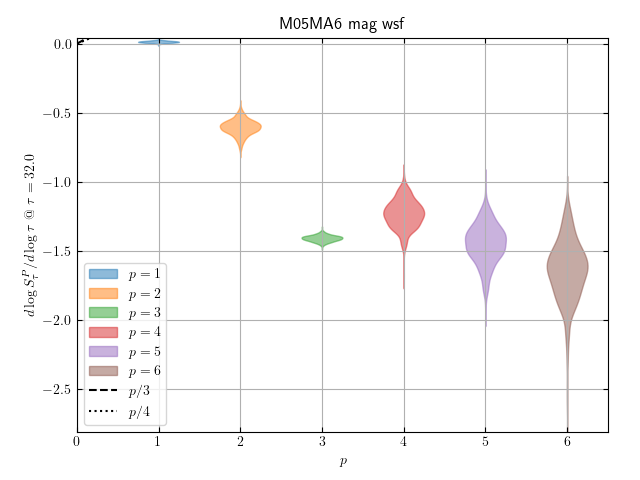 M05MA6 mag wsf
0.0
−0.5
−1.0
−1.5
−2.0
−2.5
d log S_τ^P / d log τ @ τ = 32.0
p = 1
p = 2
p = 3
p = 4
p = 5
p = 6
p/3
p/4
0 1 2 3 4 5 6
p